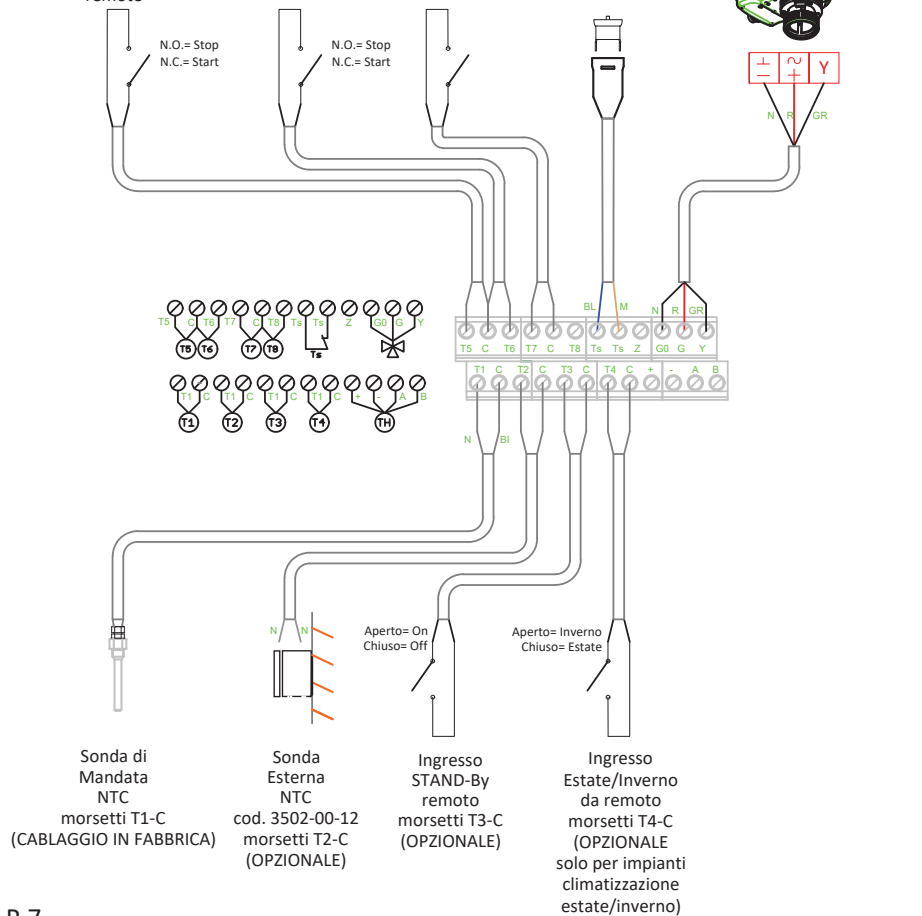 remoto
N.O.= Stop
N.C.= Start
N.O.= Stop
N.C.= Start
Y
N R GR
BL M N R GR
T5 C T6 T7 C T8 Ts Ts Z G0 G Y
T5 T6 T7 T8 Ts
T5 C T6 T7 C T8 Ts Ts Z G0 G Y
T1 C T2 C T3 C T4 C + - A B
T1 C T1 C T1 C T1 C + - A B
T1 T2 T3 T4 TH
N BI
N N
Aperto= On
Chiuso= Off
Aperto= Inverno
Chiuso= Estate
Sonda di
Mandata
NTC
morsetti T1-C
(CABLAGGIO IN FABBRICA)
Sonda
Esterna
NTC
cod. 3502-00-12
morsetti T2-C
(OPZIONALE)
Ingresso
STAND-By
remoto
morsetti T3-C
(OPZIONALE)
Ingresso
Estate/Inverno
da remoto
morsetti T4-C
(OPZIONALE
solo per impianti
climatizzazione
estate/inverno)